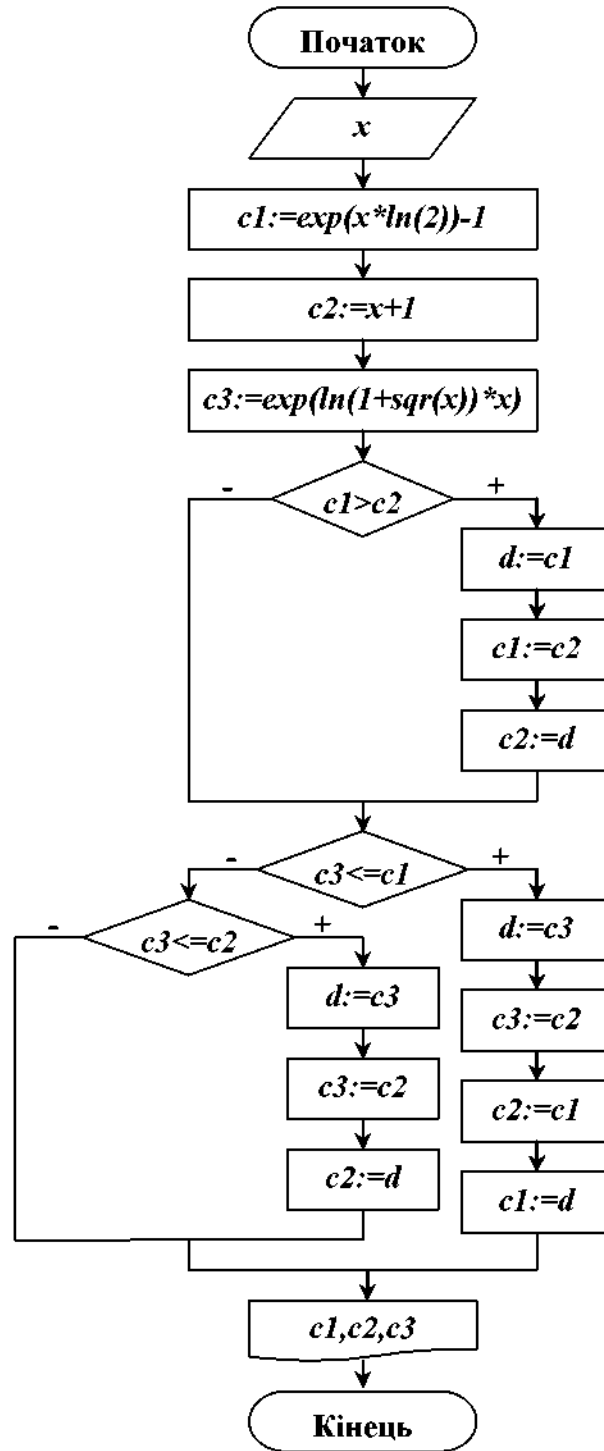 Початок
x
c1:=exp(x*ln(2))-1
c2:=x+1
c3:=exp(ln(1+sqr(x))*x)
- c1>c2 +
d:=c1
c1:=c2
c2:=d
- c3<=c1 +
- c3<=c2 +
d:=c3
c3:=c2
c2:=d
d:=c3
c3:=c2
c2:=c1
c1:=d
c1,c2,c3
Кінець